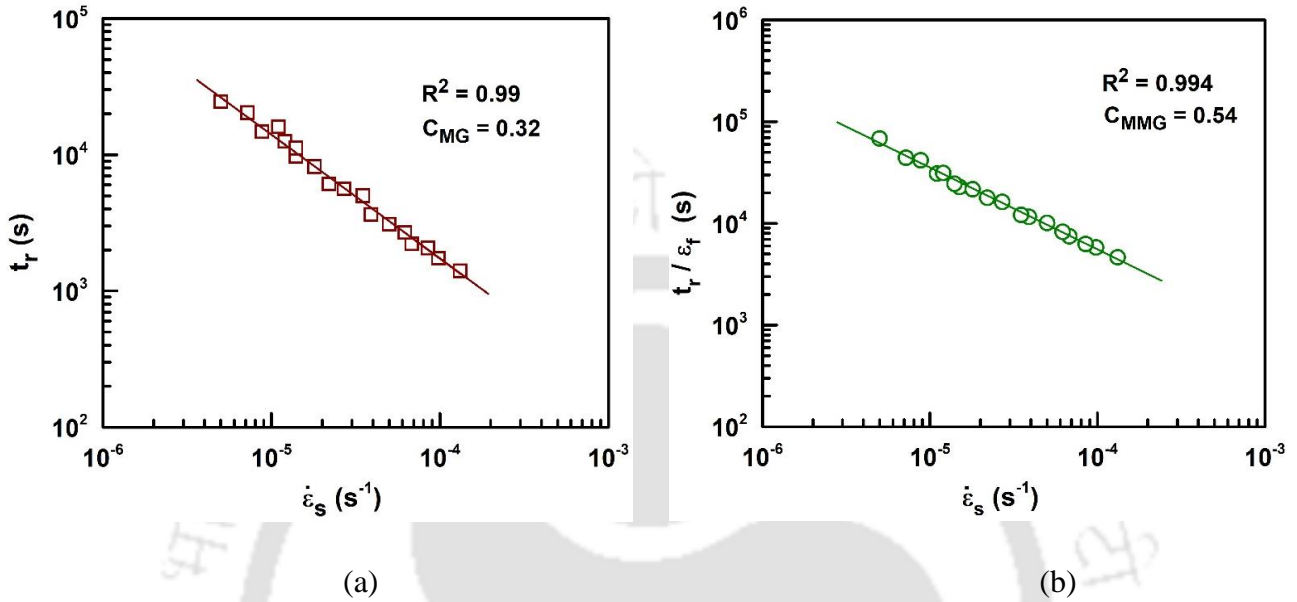 10^5
10^4
10^3
10^2
t_r (s)
R^2 = 0.99
C_MG = 0.32
10^-6
10^-5
10^-4
10^-3
ε̇_s (s^-1)
(a)
10^6
10^5
10^4
10^3
10^2
t_r / ε_f (s)
R^2 = 0.994
C_MMG = 0.54
10^-6
10^-5
10^-4
10^-3
ε̇_s (s^-1)
(b)